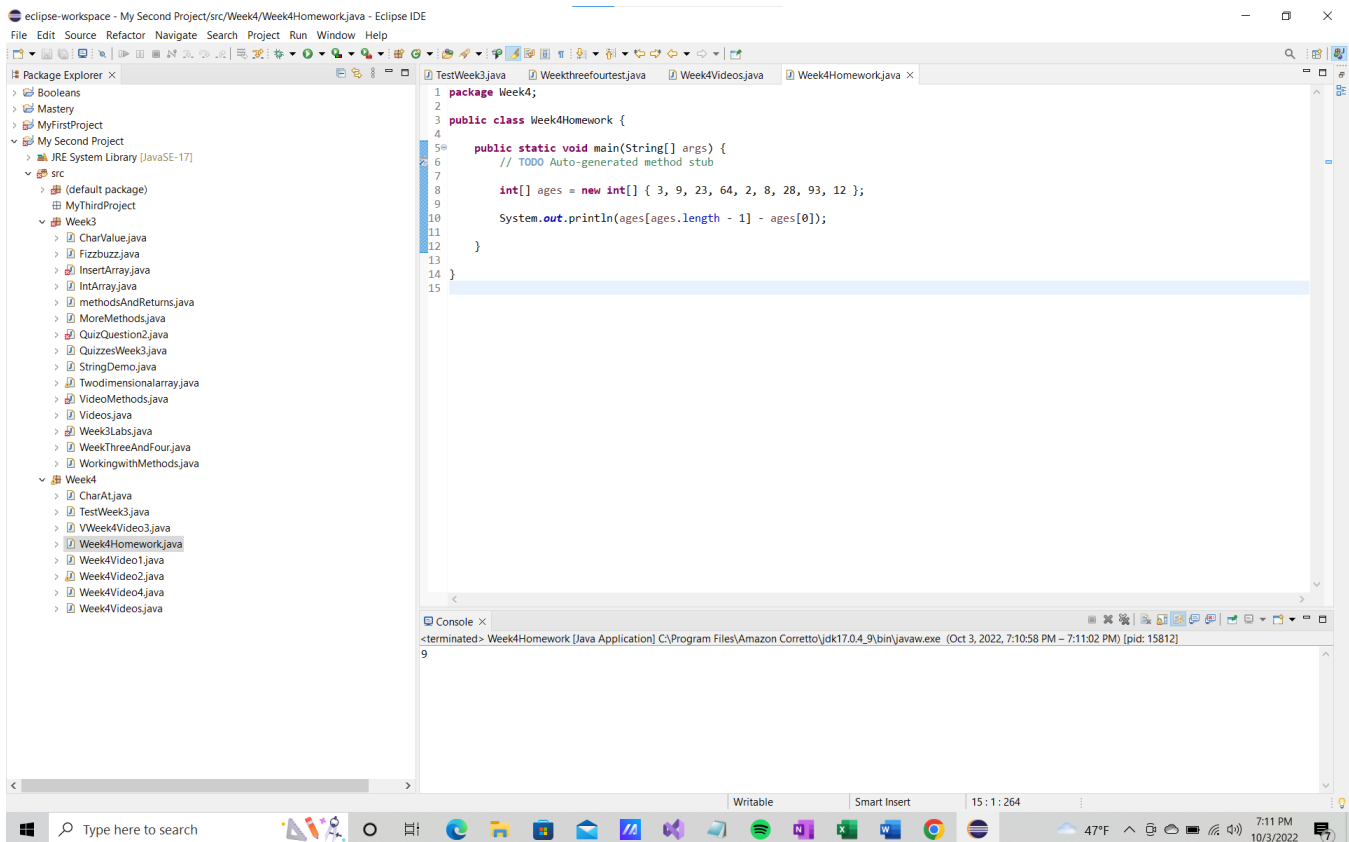 eclipse-workspace - My Second Project/src/Week4/Week4Homework.java - Eclipse IDE
File Edit Source Refactor Navigate Search Project Run Window Help
Package Explorer
Booleans
Mastery
MyFirstProject
My Second Project
JRE System Library [JavaSE-17]
src
(default package)
MyThirdProject
Week3
CharValue.java
Fizzbuzz.java
InsertArray.java
IntArray.java
methodsAndReturns.java
MoreMethods.java
QuizQuestion2.java
QuizzesWeek3.java
StringDemo.java
Twodimensionalarray.java
VideoMethods.java
Videos.java
Week3Labs.java
WeekThreeAndFour.java
WorkingwithMethods.java
Week4
CharAt.java
TestWeek3.java
VWeek4Video3.java
Week4Homework.java
Week4Video1.java
Week4Video2.java
Week4Video4.java
Week4Videos.java
TestWeek3.java Weekthreefourtest.java Week4Videos.java Week4Homework.java
1 package Week4;
2
3 public class Week4Homework {
4
5 public static void main(String[] args) {
6 // TODO Auto-generated method stub
7
8 int[] ages = new int[] { 3, 9, 23, 64, 2, 8, 28, 93, 12 };
9
10 System.out.println(ages[ages.length - 1] - ages[0]);
11
12 }
13
14 }
15
Console
<terminated> Week4Homework [Java Application] C:\Program Files\Amazon Corretto\jdk17.0.4_9\bin\javaw.exe (Oct 3, 2022, 7:10:58 PM – 7:11:02 PM) [pid: 15812]
9
Writable Smart Insert 15 : 1 : 264
Type here to search
47°F
7:11 PM
10/3/2022
7